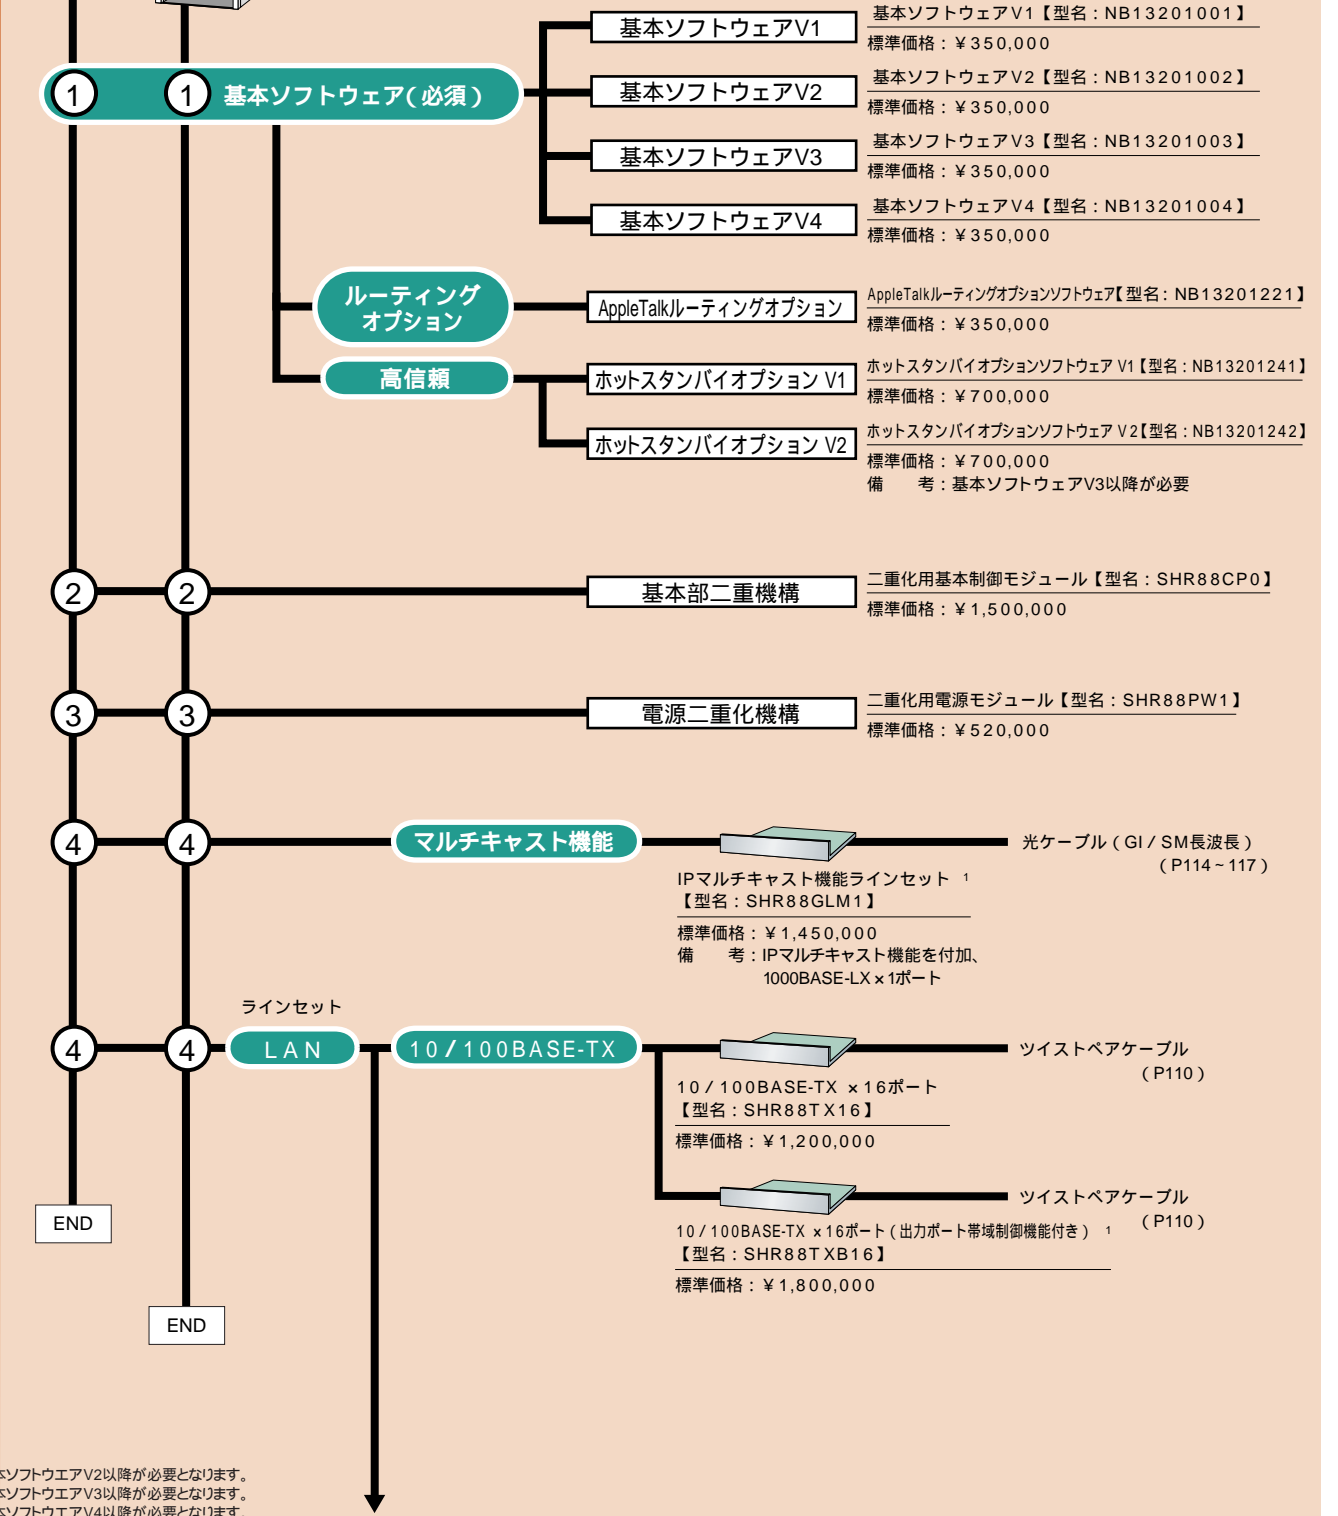 基本ソフトウェアV1
基本ソフトウェアV1【型名：NB13201001】
標準価格：¥350,000
1
1
基本ソフトウェア（必須）
基本ソフトウェアV2
基本ソフトウェアV2【型名：NB13201002】
標準価格：¥350,000
基本ソフトウェアV3
基本ソフトウェアV3【型名：NB13201003】
標準価格：¥350,000
基本ソフトウェアV4
基本ソフトウェアV4【型名：NB13201004】
標準価格：¥350,000
ルーティング
オプション
AppleTalkルーティングオプション
AppleTalkルーティングオプションソフトウェア【型名：NB13201221】
標準価格：¥350,000
高信頼
ホットスタンバイオプション V1
ホットスタンバイオプションソフトウェア V1【型名：NB13201241】
標準価格：¥700,000
ホットスタンバイオプション V2
ホットスタンバイオプションソフトウェア V2【型名：NB13201242】
標準価格：¥700,000
備　考：基本ソフトウェアV3以降が必要
2
2
基本部二重機構
二重化用基本制御モジュール【型名：SHR88CP0】
標準価格：¥1,500,000
3
3
電源二重化機構
二重化用電源モジュール【型名：SHR88PW1】
標準価格：¥520,000
4
4
マルチキャスト機能
光ケーブル（GI／SM長波長）
（P114～117）
IPマルチキャスト機能ラインセット 1
【型名：SHR88GLM1】
標準価格：¥1,450,000
備　考：IPマルチキャスト機能を付加、
1000BASE-LX×1ポート
ラインセット
4
4
LAN
10／100BASE-TX
ツイストペアケーブル
（P110）
10／100BASE-TX ×16ポート
【型名：SHR88TX16】
標準価格：¥1,200,000
ツイストペアケーブル
（P110）
10／100BASE-TX ×16ポート（出力ポート帯域制御機能付き） 1
【型名：SHR88TXB16】
標準価格：¥1,800,000
END
END
本ソフトウエアV2以降が必要となります。
本ソフトウエアV3以降が必要となります。
本ソフトウエアV4以降が必要となります。